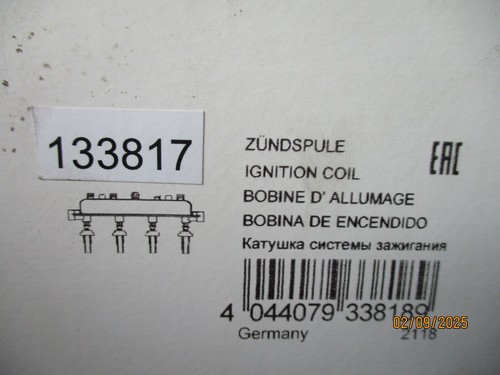 133817
ZÜNDSPULE
IGNITION COIL
BOBINE D' ALLUMAGE
BOBINA DE ENCENDIDO
Катушка системы зажигания
EAC
4 044079 338189
Germany
2118
02/09/2025